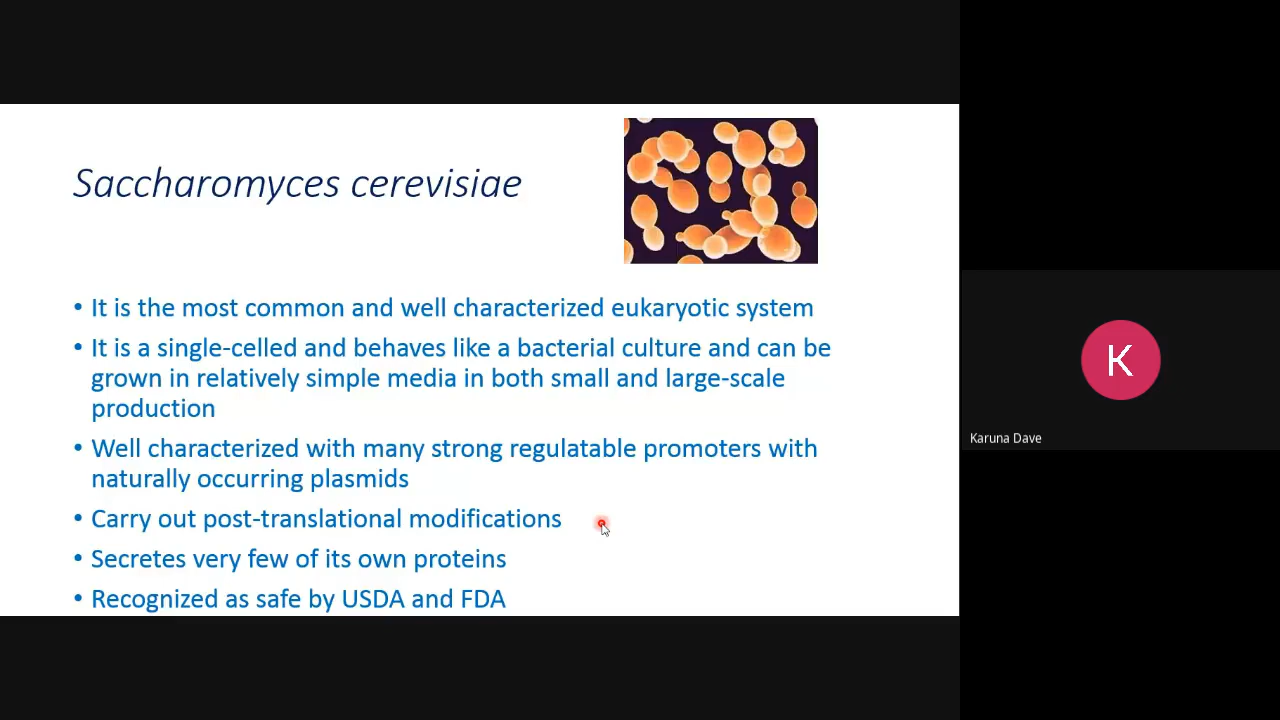 Saccharomyces cerevisiae
• It is the most common and well characterized eukaryotic system
• It is a single-celled and behaves like a bacterial culture and can be
grown in relatively simple media in both small and large-scale
production
• Well characterized with many strong regulatable promoters with
naturally occurring plasmids
• Carry out post-translational modifications
• Secretes very few of its own proteins
• Recognized as safe by USDA and FDA
K
Karuna Dave